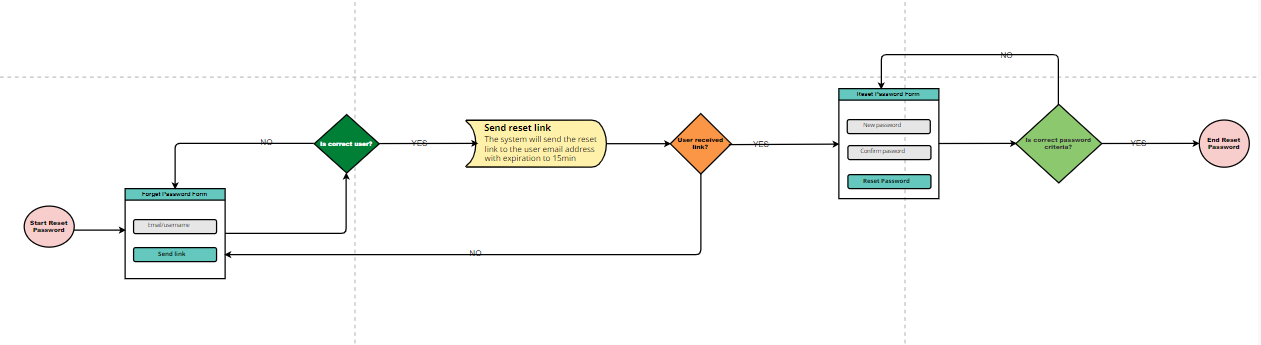 Start Reset
Password
Forget Password Form
Email/username
Send link
NO
Is correct user?
YES
Send reset link
The system will send the reset
link to the user email address
with expiration to 15min
User received
link?
NO
YES
Reset Password Form
New password
Confirm pasword
Reset Password
NO
Is correct password
criteria?
YES
End Reset
Password